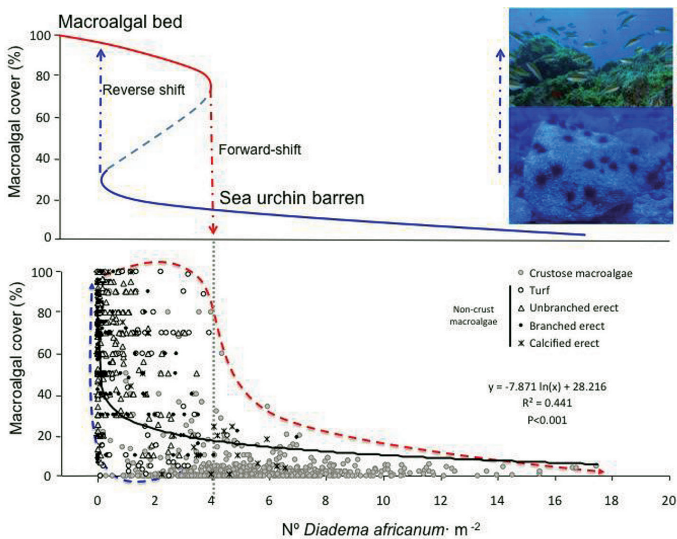 Macroalgal bed
Macroalgal cover (%)
100
80
60
40
20
0
Reverse shift
Forward-shift
Sea urchin barren
Macroalgal cover (%)
100
80
60
40
20
0
Crustose macroalgae
Turf
Unbranched erect
Branched erect
Calcified erect
Non-crust
macroalgae
y = -7.871 ln(x) + 28.216
R² = 0.441
P<0.001
0 2 4 6 8 10 12 14 16 18 20
Nº Diadema africanum· m -2